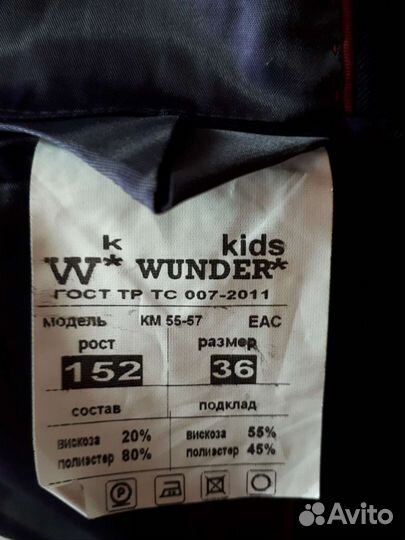 k kids
W* WUNDER*
ГОСТ ТР ТС 007-2011
модель КМ 55-57 ЕАС
рост размер
152 36
состав подклад
вискоза 20% вискоза 55%
полиэстер 80% полиэстер 45%
P
Avito